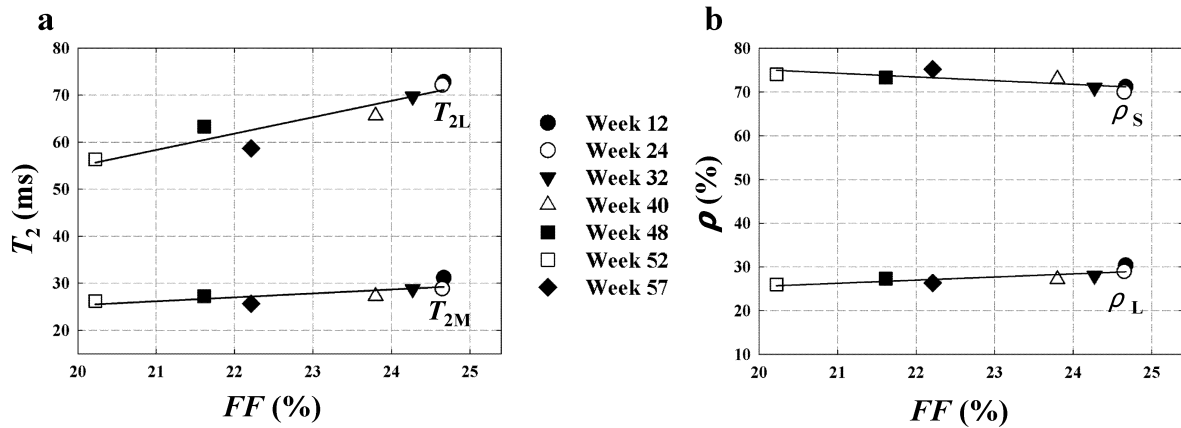 a
80
70
60
50
40
30
20
20 21 22 23 24 25
T2 (ms)
FF (%)
T2L
T2M
Week 12
Week 24
Week 32
Week 40
Week 48
Week 52
Week 57
b
80
70
60
50
40
30
20
10
20 21 22 23 24 25
ρ (%)
FF (%)
ρ S
ρ L